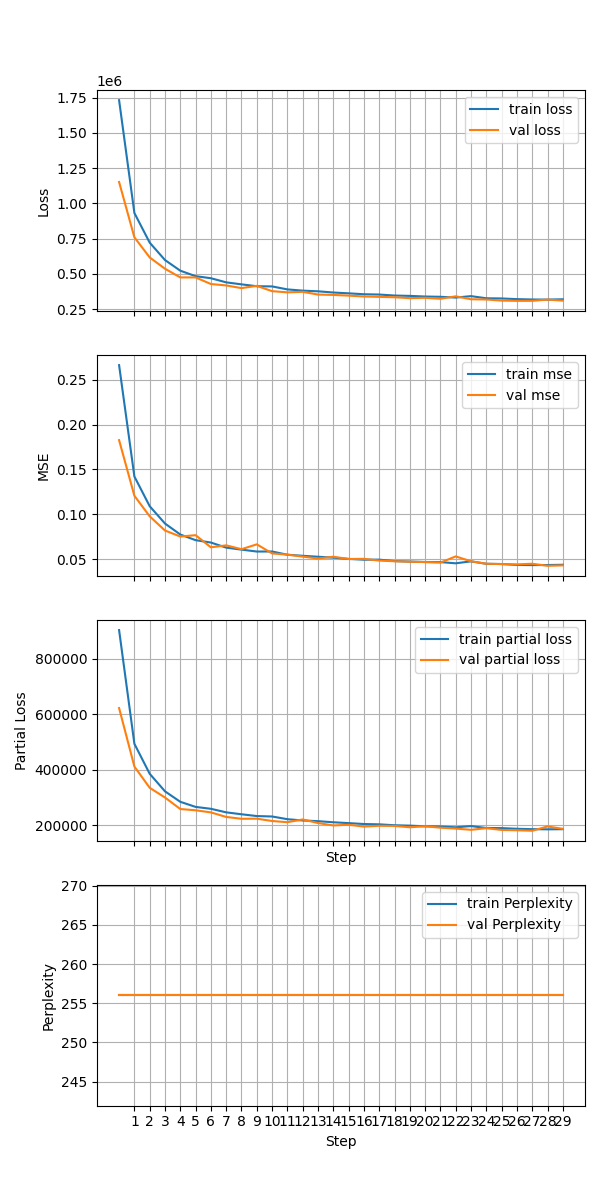 1e6
1.75
1.50
1.25
1.00
0.75
0.50
0.25
Loss
train loss
val loss
0.25
0.20
0.15
0.10
0.05
MSE
train mse
val mse
800000
600000
400000
200000
Partial Loss
train partial loss
val partial loss
Step
270
265
260
255
250
245
Perplexity
train Perplexity
val Perplexity
1 2 3 4 5 6 7 8 9 10 11 12 13 14 15 16 17 18 19 20 21 22 23 24 25 26 27 28 29
Step